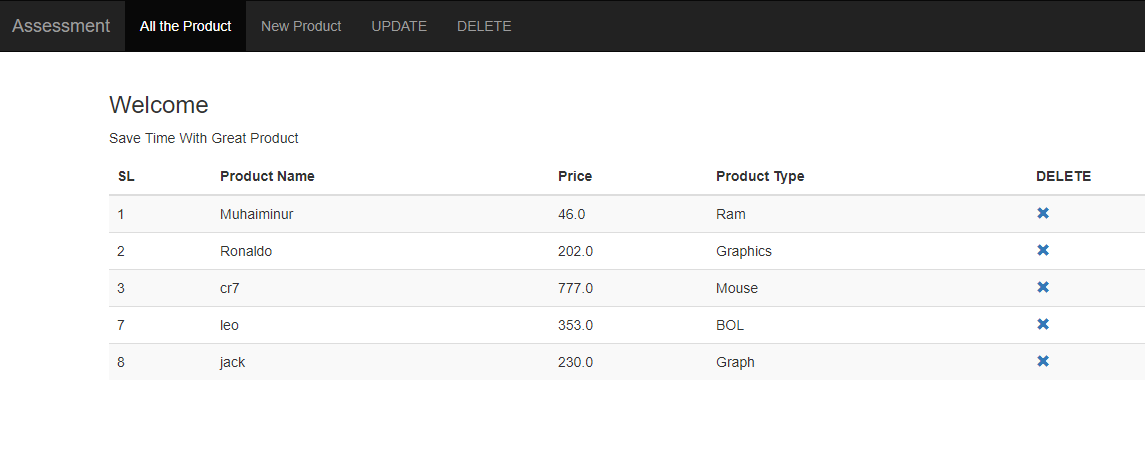 Assessment All the Product New Product UPDATE DELETE
Welcome
Save Time With Great Product
SL Product Name Price Product Type DELETE
1 Muhaiminur 46.0 Ram
2 Ronaldo 202.0 Graphics
3 cr7 777.0 Mouse
7 leo 353.0 BOL
8 jack 230.0 Graph